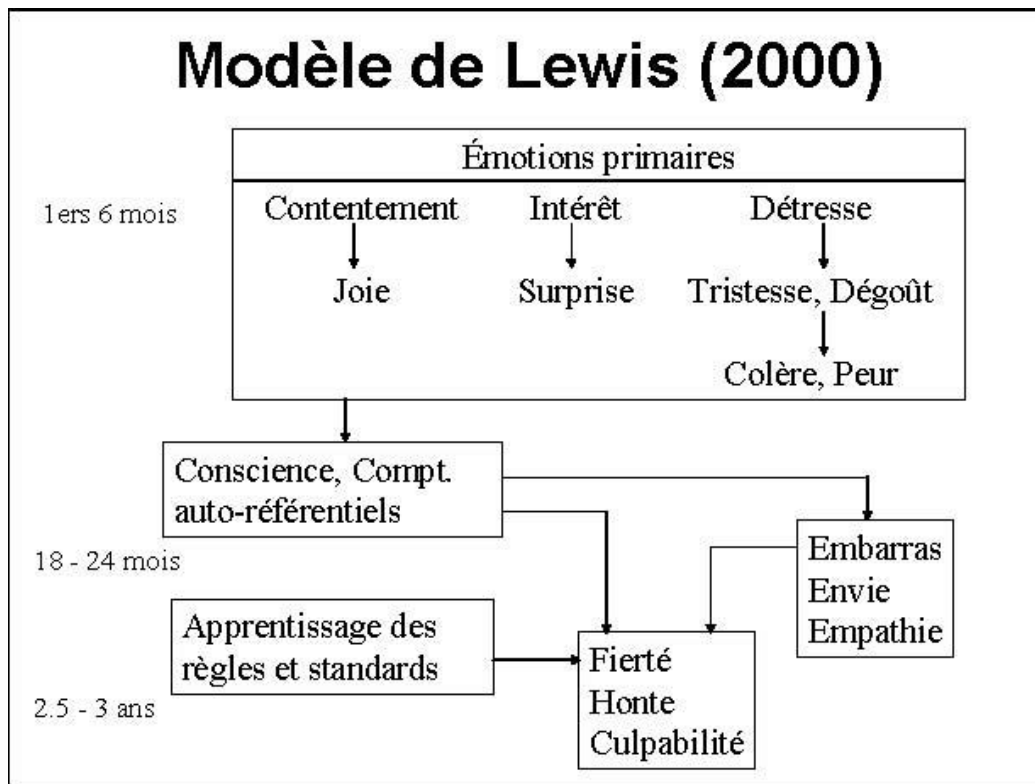 Modèle de Lewis (2000)
Émotions primaires
1ers 6 mois
Contentement Intérêt Détresse
Joie Surprise Tristesse, Dégoût
Colère, Peur
Conscience, Compt.
auto-référentiels
18 - 24 mois
Embarras
Envie
Empathie
Apprentissage des
règles et standards
2.5 - 3 ans
Fierté
Honte
Culpabilité